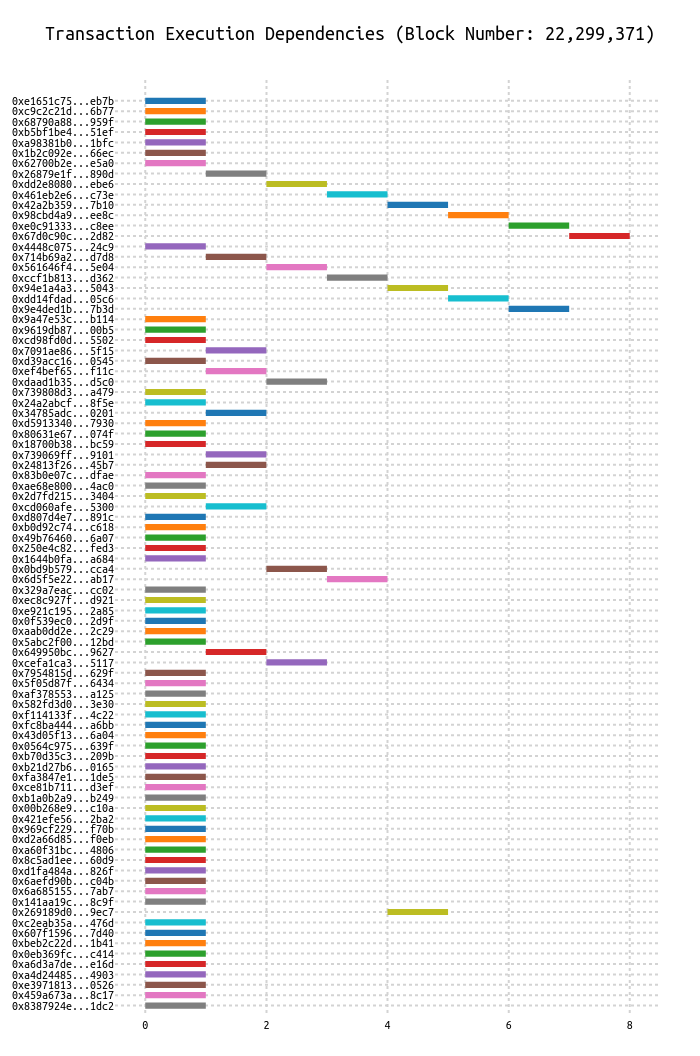 Transaction Execution Dependencies (Block Number: 22,299,371)
0xe1651c75...eb7b
0xc9c2c21d...6b77
0x68790a88...959f
0xb5bf1be4...51ef
0xa98381b0...1bfc
0x1b2c092e...66ec
0x62700b2e...e5a0
0x26879e1f...890d
0xdd2e8080...ebe6
0x461eb2e6...c73e
0x42a2b359...7b10
0x98cbd4a9...ee8c
0xe0c91333...c8ee
0x67d0c90c...2d82
0x4448c075...24c9
0x714b69a2...d7d8
0x561646f4...5e04
0xccf1b813...d362
0x94e1a4a3...5043
0xdd14fdad...05c6
0x9e4ded1b...7b3d
0x9a47e53c...b114
0x9619db87...00b5
0xcd98fd0d...5502
0x7091ae86...5f15
0xd39acc16...0545
0xef4bef65...f11c
0xdaad1b35...d5c0
0x739808d3...a479
0x24a2abcf...8f5e
0x34785adc...0201
0xd5913340...7930
0x80631e67...074f
0x18700b38...bc59
0x739069ff...9101
0x24813f26...45b7
0x83b0e07c...dfae
0xae68e800...4ac0
0x2d7fd215...3404
0xcd060afe...5300
0xd807d4e7...891c
0xb0d92c74...c618
0x49b76460...6a07
0x250e4c82...fed3
0x1644b0fa...a684
0x0bd9b579...cca4
0x6d5f5e22...ab17
0x329a7eac...cc02
0xec8c927f...d921
0xe921c195...2a85
0x0f539ec0...2d9f
0xaab0dd2e...2c29
0x5abc2f00...12bd
0x649950bc...9627
0xcefa1ca3...5117
0x7954815d...629f
0x5f05d87f...6434
0xaf378553...a125
0x582fd3d0...3e30
0xf114133f...4c22
0xfc8ba444...a6bb
0x43d05f13...6a04
0x0564c975...639f
0xb70d35c3...209b
0xb21d27b6...0165
0xfa3847e1...1de5
0xce81b711...d3ef
0xb1a0b2a9...b249
0x00b268e9...c10a
0x421efe56...2ba2
0x969cf229...f70b
0xd2a66d85...f0eb
0xa60f31bc...4806
0x8c5ad1ee...60d9
0xd1fa484a...826f
0x6aefd90b...c04b
0x6a685155...7ab7
0x141aa19c...8c9f
0x269189d0...9ec7
0xc2eab35a...476d
0x607f1596...7d40
0xbeb2c22d...1b41
0x0eb369fc...c414
0xa6d3a7de...e16d
0xa4d24485...4903
0xe3971813...0526
0x459a673a...8c17
0x8387924e...1dc2
0 2 4 6 8